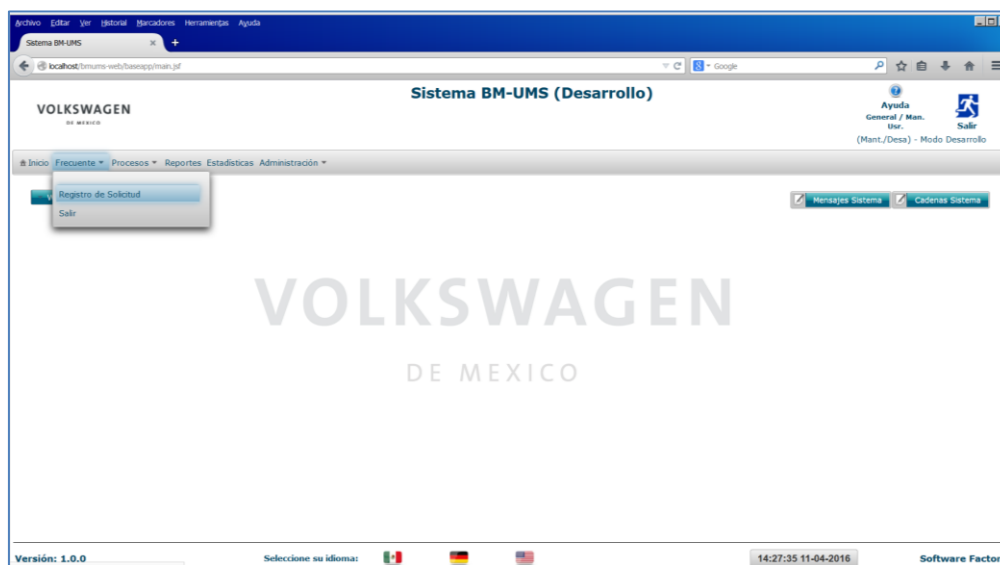 Archivo Editar Ver Historial Marcadores Herramientas Ayuda
Sistema BM-UMS
localhost/bmums-web/baseapp/main.jsf
Google
VOLKSWAGEN
DE MEXICO
Sistema BM-UMS (Desarrollo)
Ayuda
General / Man.
Usr.
Salir
(Mant./Desa) - Modo Desarrollo
Inicio Frecuente Procesos Reportes Estadísticas Administración
Registro de Solicitud
Salir
Mensajes Sistema Cadenas Sistema
VOLKSWAGEN
DE MEXICO
Versión: 1.0.0 Seleccione su idioma: 14:27:35 11-04-2016 Software Factor